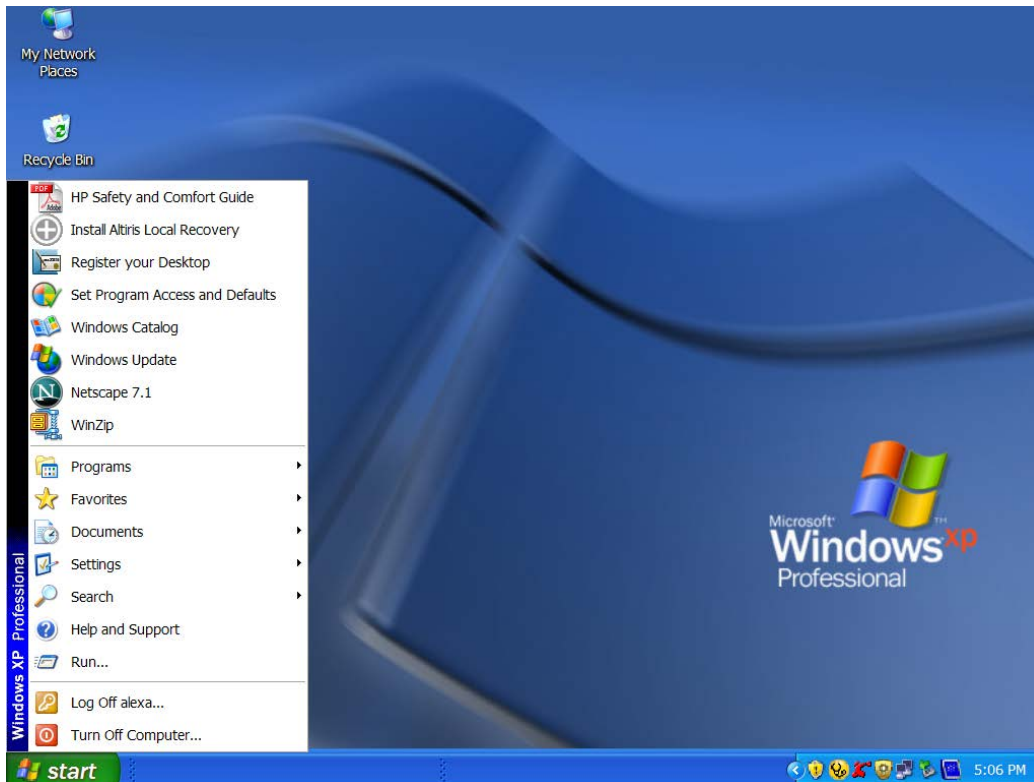 My Network
Places
Recycle Bin
HP Safety and Comfort Guide
Install Altiris Local Recovery
Register your Desktop
Set Program Access and Defaults
Windows Catalog
Windows Update
Netscape 7.1
WinZip
Programs
Favorites
Documents
Settings
Search
Help and Support
Run...
Log Off alexa...
Turn Off Computer...
Windows XP Professional
Microsoft
Windows xp
Professional
start
5:06 PM